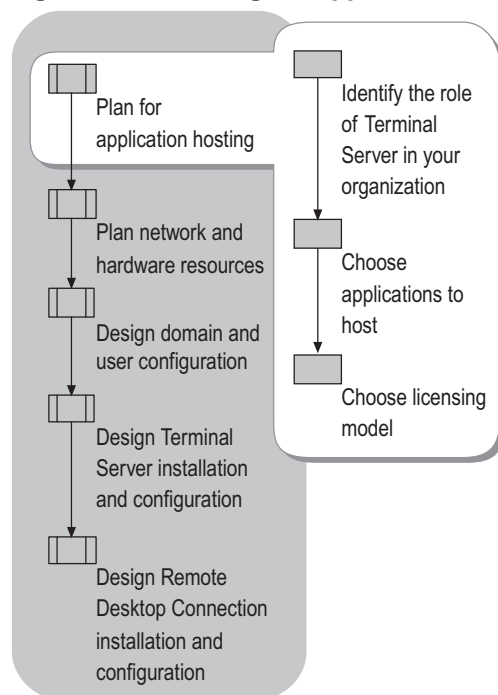 Plan for
application hosting
Plan network and
hardware resources
Design domain and
user configuration
Design Terminal
Server installation
and configuration
Design Remote
Desktop Connection
installation and
configuration
Identify the role
of Terminal
Server in your
organization
Choose
applications to
host
Choose licensing
model